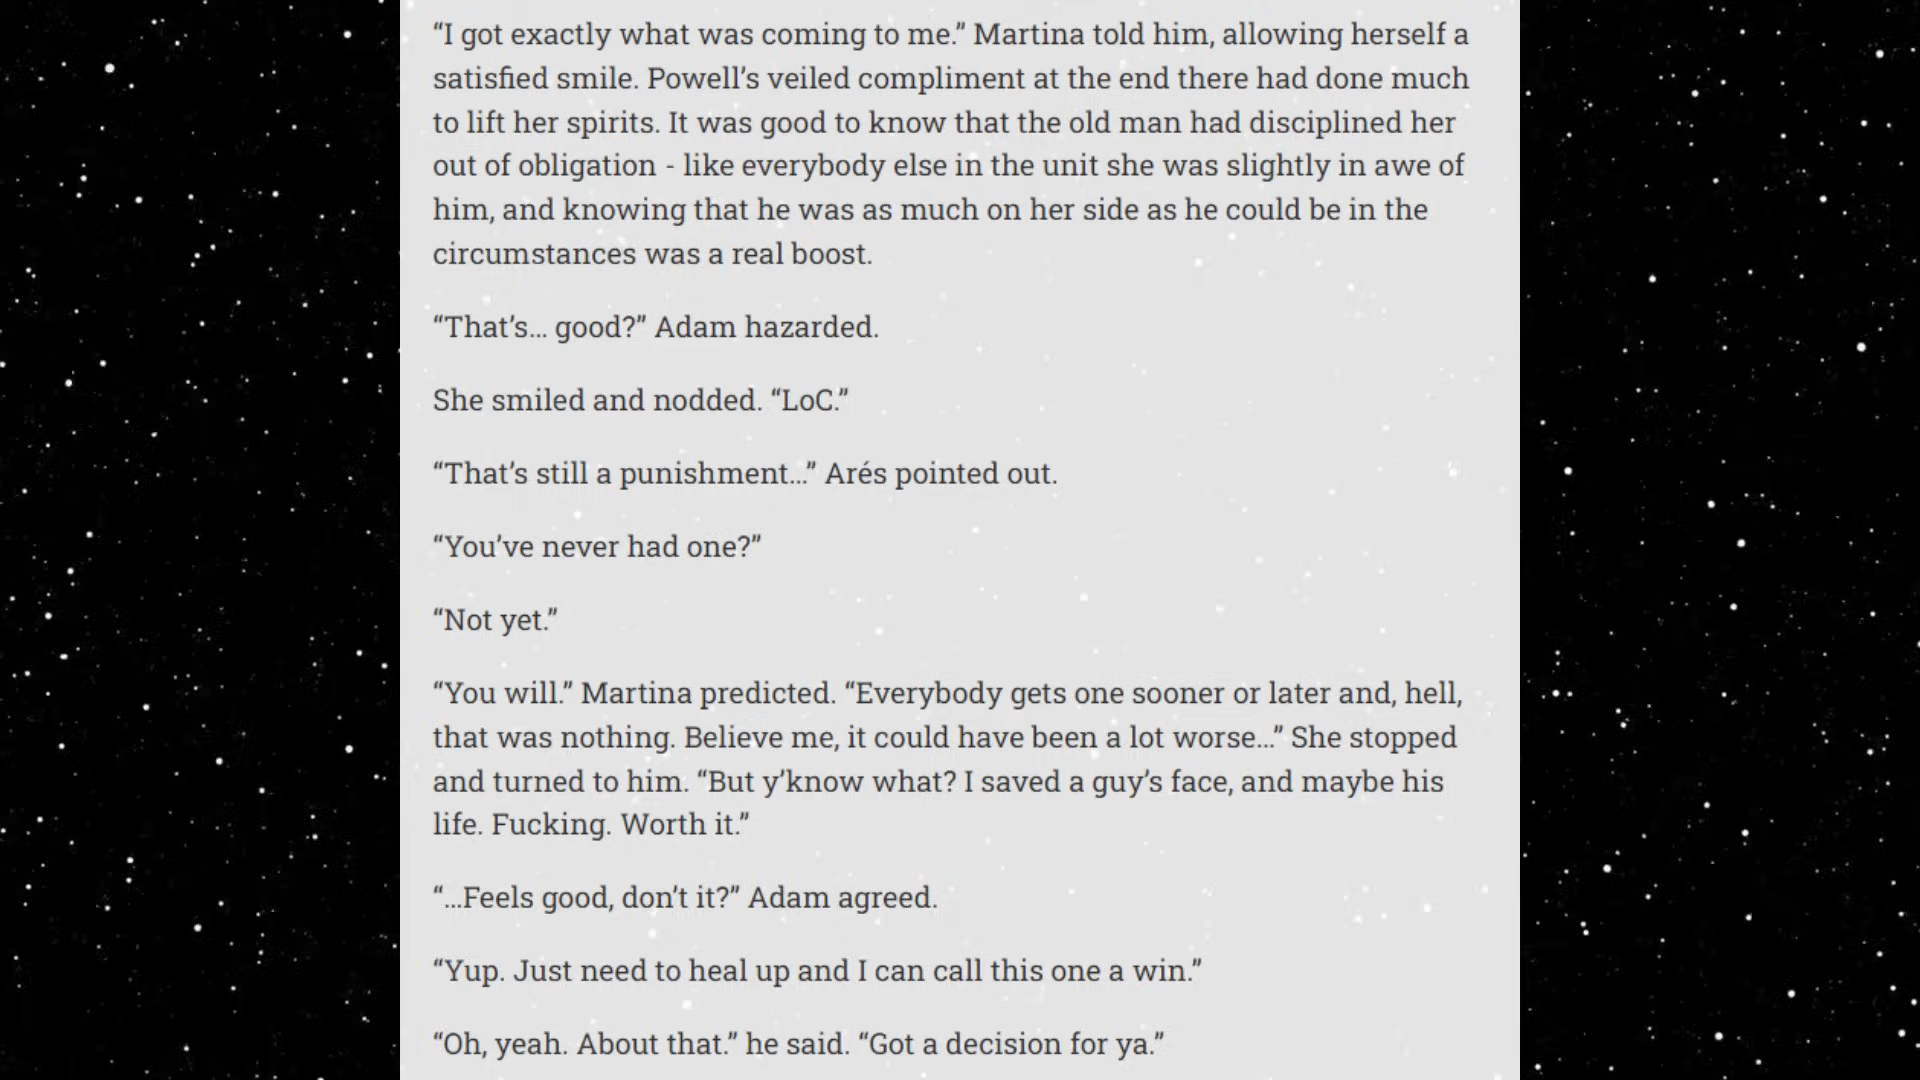 “I got exactly what was coming to me.” Martina told him, allowing herself a
satisfied smile. Powell’s veiled compliment at the end there had done much
to lift her spirits. It was good to know that the old man had disciplined her
out of obligation - like everybody else in the unit she was slightly in awe of
him, and knowing that he was as much on her side as he could be in the
circumstances was a real boost.
“That’s… good?” Adam hazarded.
She smiled and nodded. “LoC.”
“That’s still a punishment…” Arés pointed out.
“You’ve never had one?”
“Not yet.”
“You will.” Martina predicted. “Everybody gets one sooner or later and, hell,
that was nothing. Believe me, it could have been a lot worse…” She stopped
and turned to him. “But y’know what? I saved a guy’s face, and maybe his
life. Fucking. Worth it.”
“…Feels good, don’t it?” Adam agreed.
“Yup. Just need to heal up and I can call this one a win.”
“Oh, yeah. About that.” he said. “Got a decision for ya.”